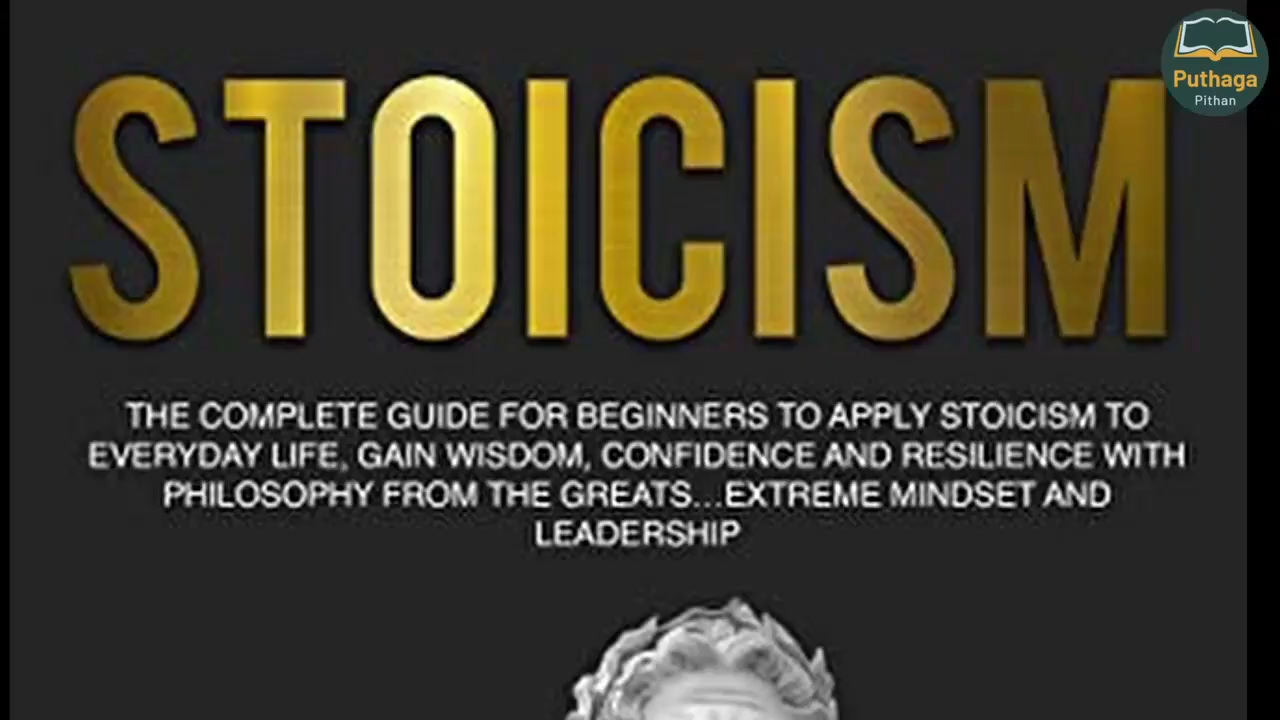 Puthaga
Pithan
STOICISM
THE COMPLETE GUIDE FOR BEGINNERS TO APPLY STOICISM TO
EVERYDAY LIFE, GAIN WISDOM, CONFIDENCE AND RESILIENCE WITH
PHILOSOPHY FROM THE GREATS...EXTREME MINDSET AND
LEADERSHIP